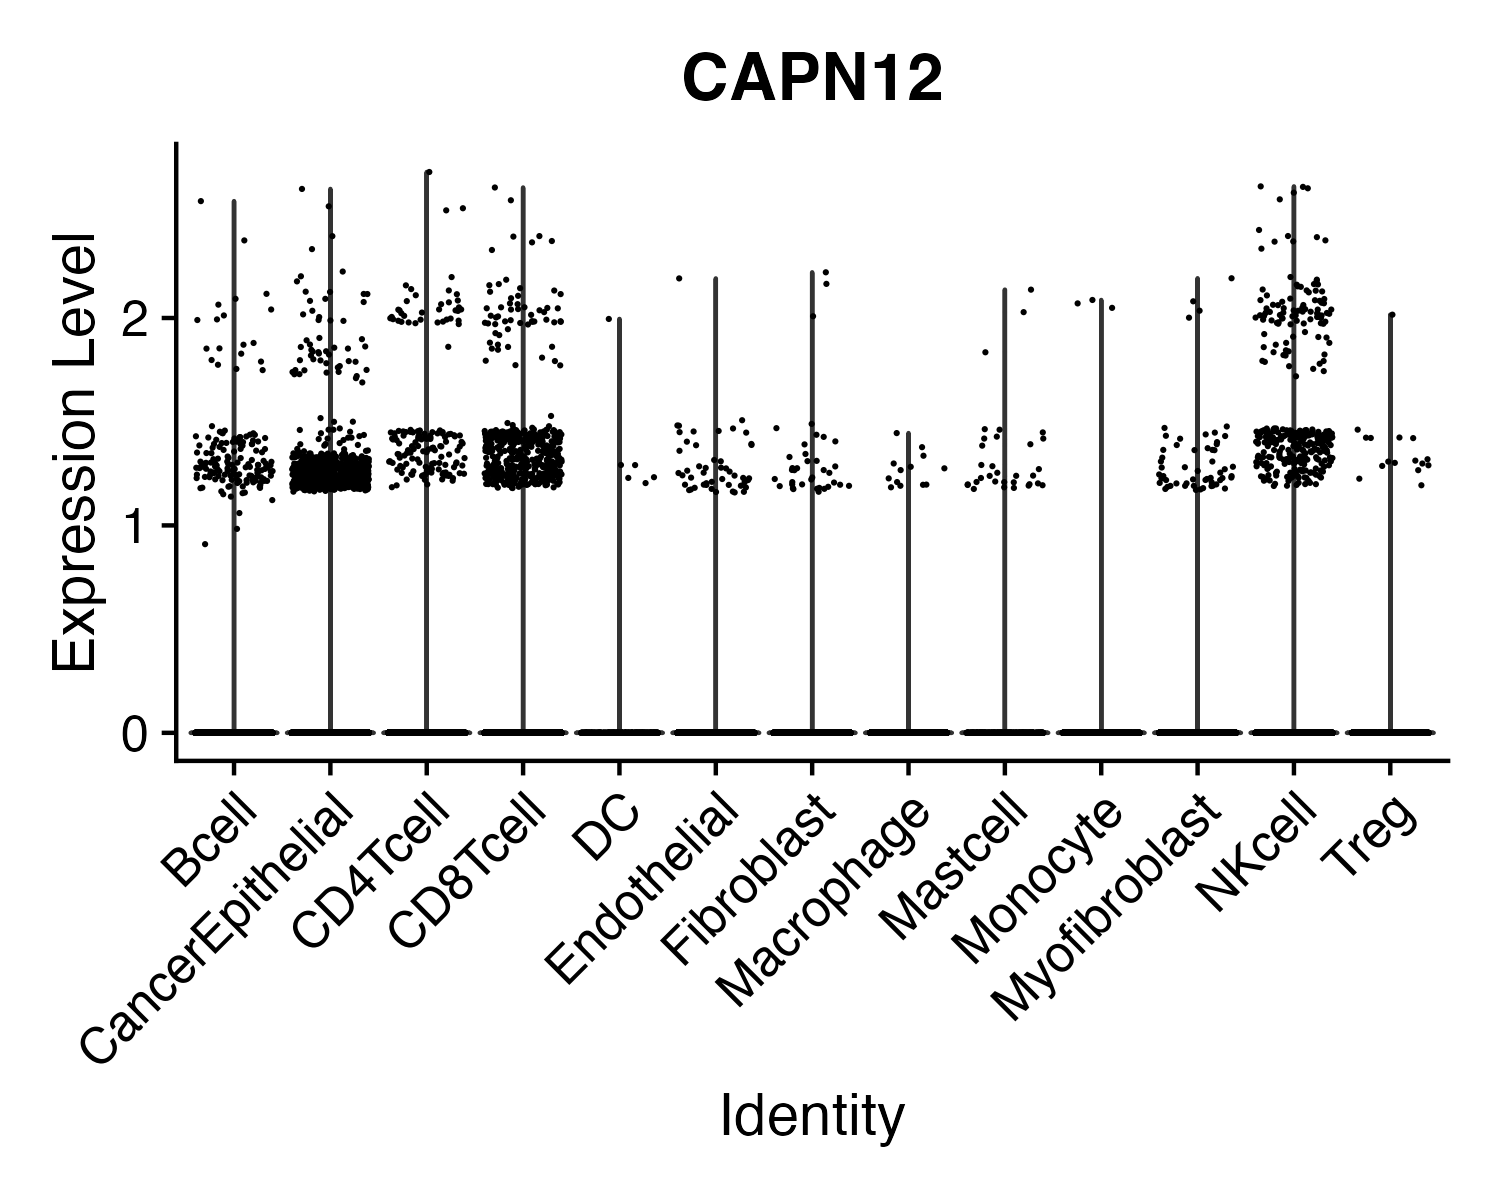 CAPN12
Expression Level
2
1
0
Bcell
CancerEpithelial
CD4Tcell
CD8Tcell
DC
Endothelial
Fibroblast
Macrophage
Mastcell
Monocyte
Myofibroblast
NKcell
Treg
Identity